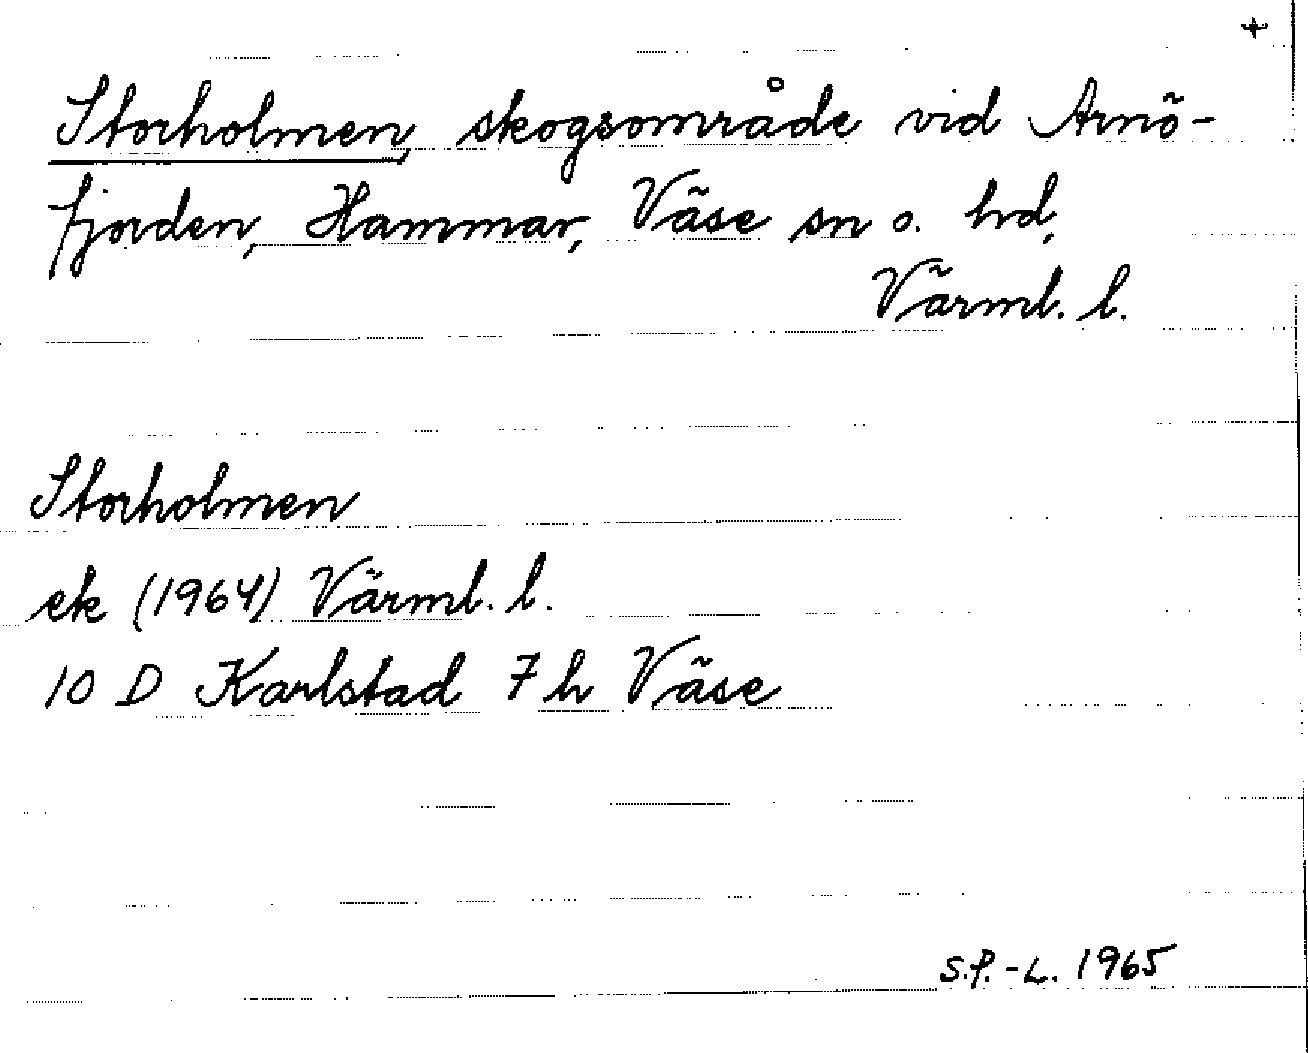 +
Storholmen, skogsområde vid Arnö-
fjorden, Hammar, Väse sn o. hd,
Värml. l.
Storholmen
ek (1964) Värml. l.
10 D Karlstad 7 h Väse
S.P.-L. 1965